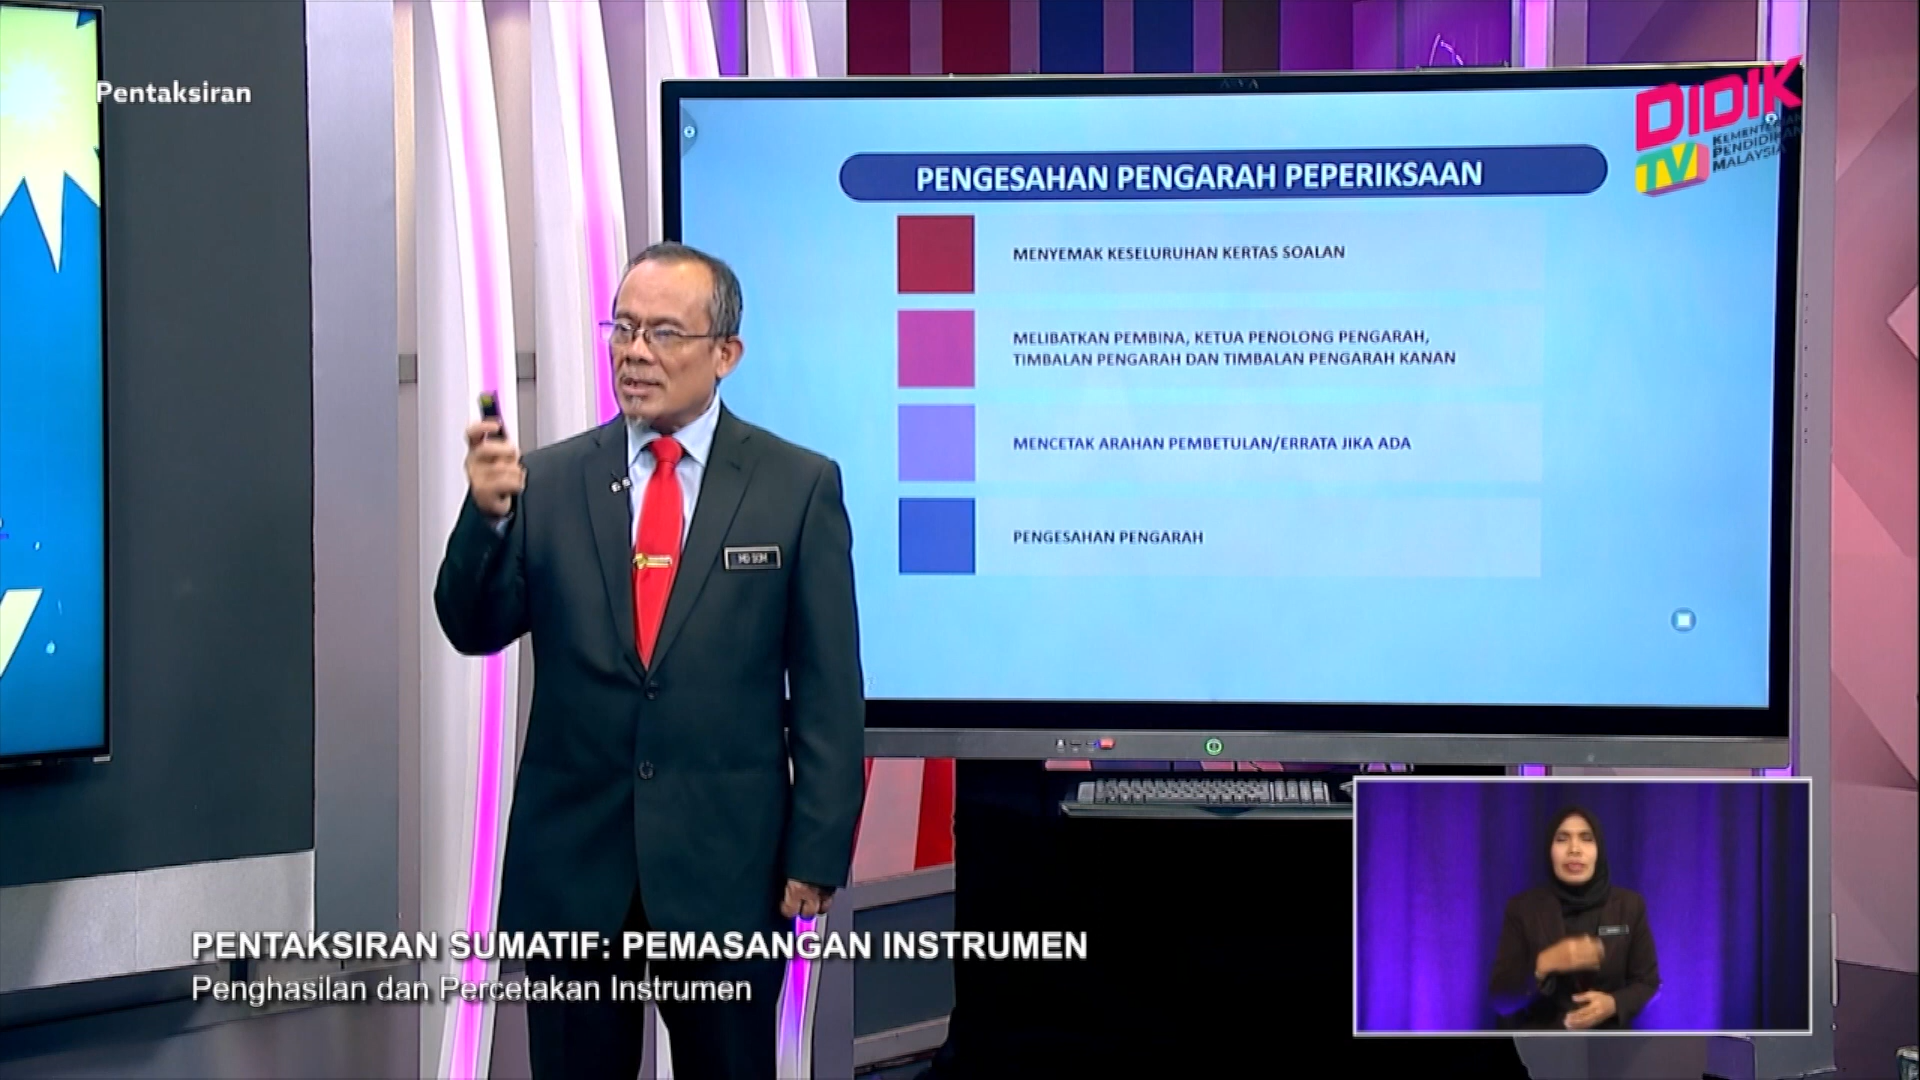 Pentaksiran
DIDIK
TV
KEMENTERIAN
PENDIDIKAN
MALAYSIA
PENGESAHAN PENGARAH PEPERIKSAAN
MENYEMAK KESELURUHAN KERTAS SOALAN
MELIBATKAN PEMBINA, KETUA PENOLONG PENGARAH,
TIMBALAN PENGARAH DAN TIMBALAN PENGARAH KANAN
MENCETAK ARAHAN PEMBETULAN/ERRATA JIKA ADA
PENGESAHAN PENGARAH
MD SOM
PENTAKSIRAN SUMATIF: PEMASANGAN INSTRUMEN
Penghasilan dan Percetakan Instrumen